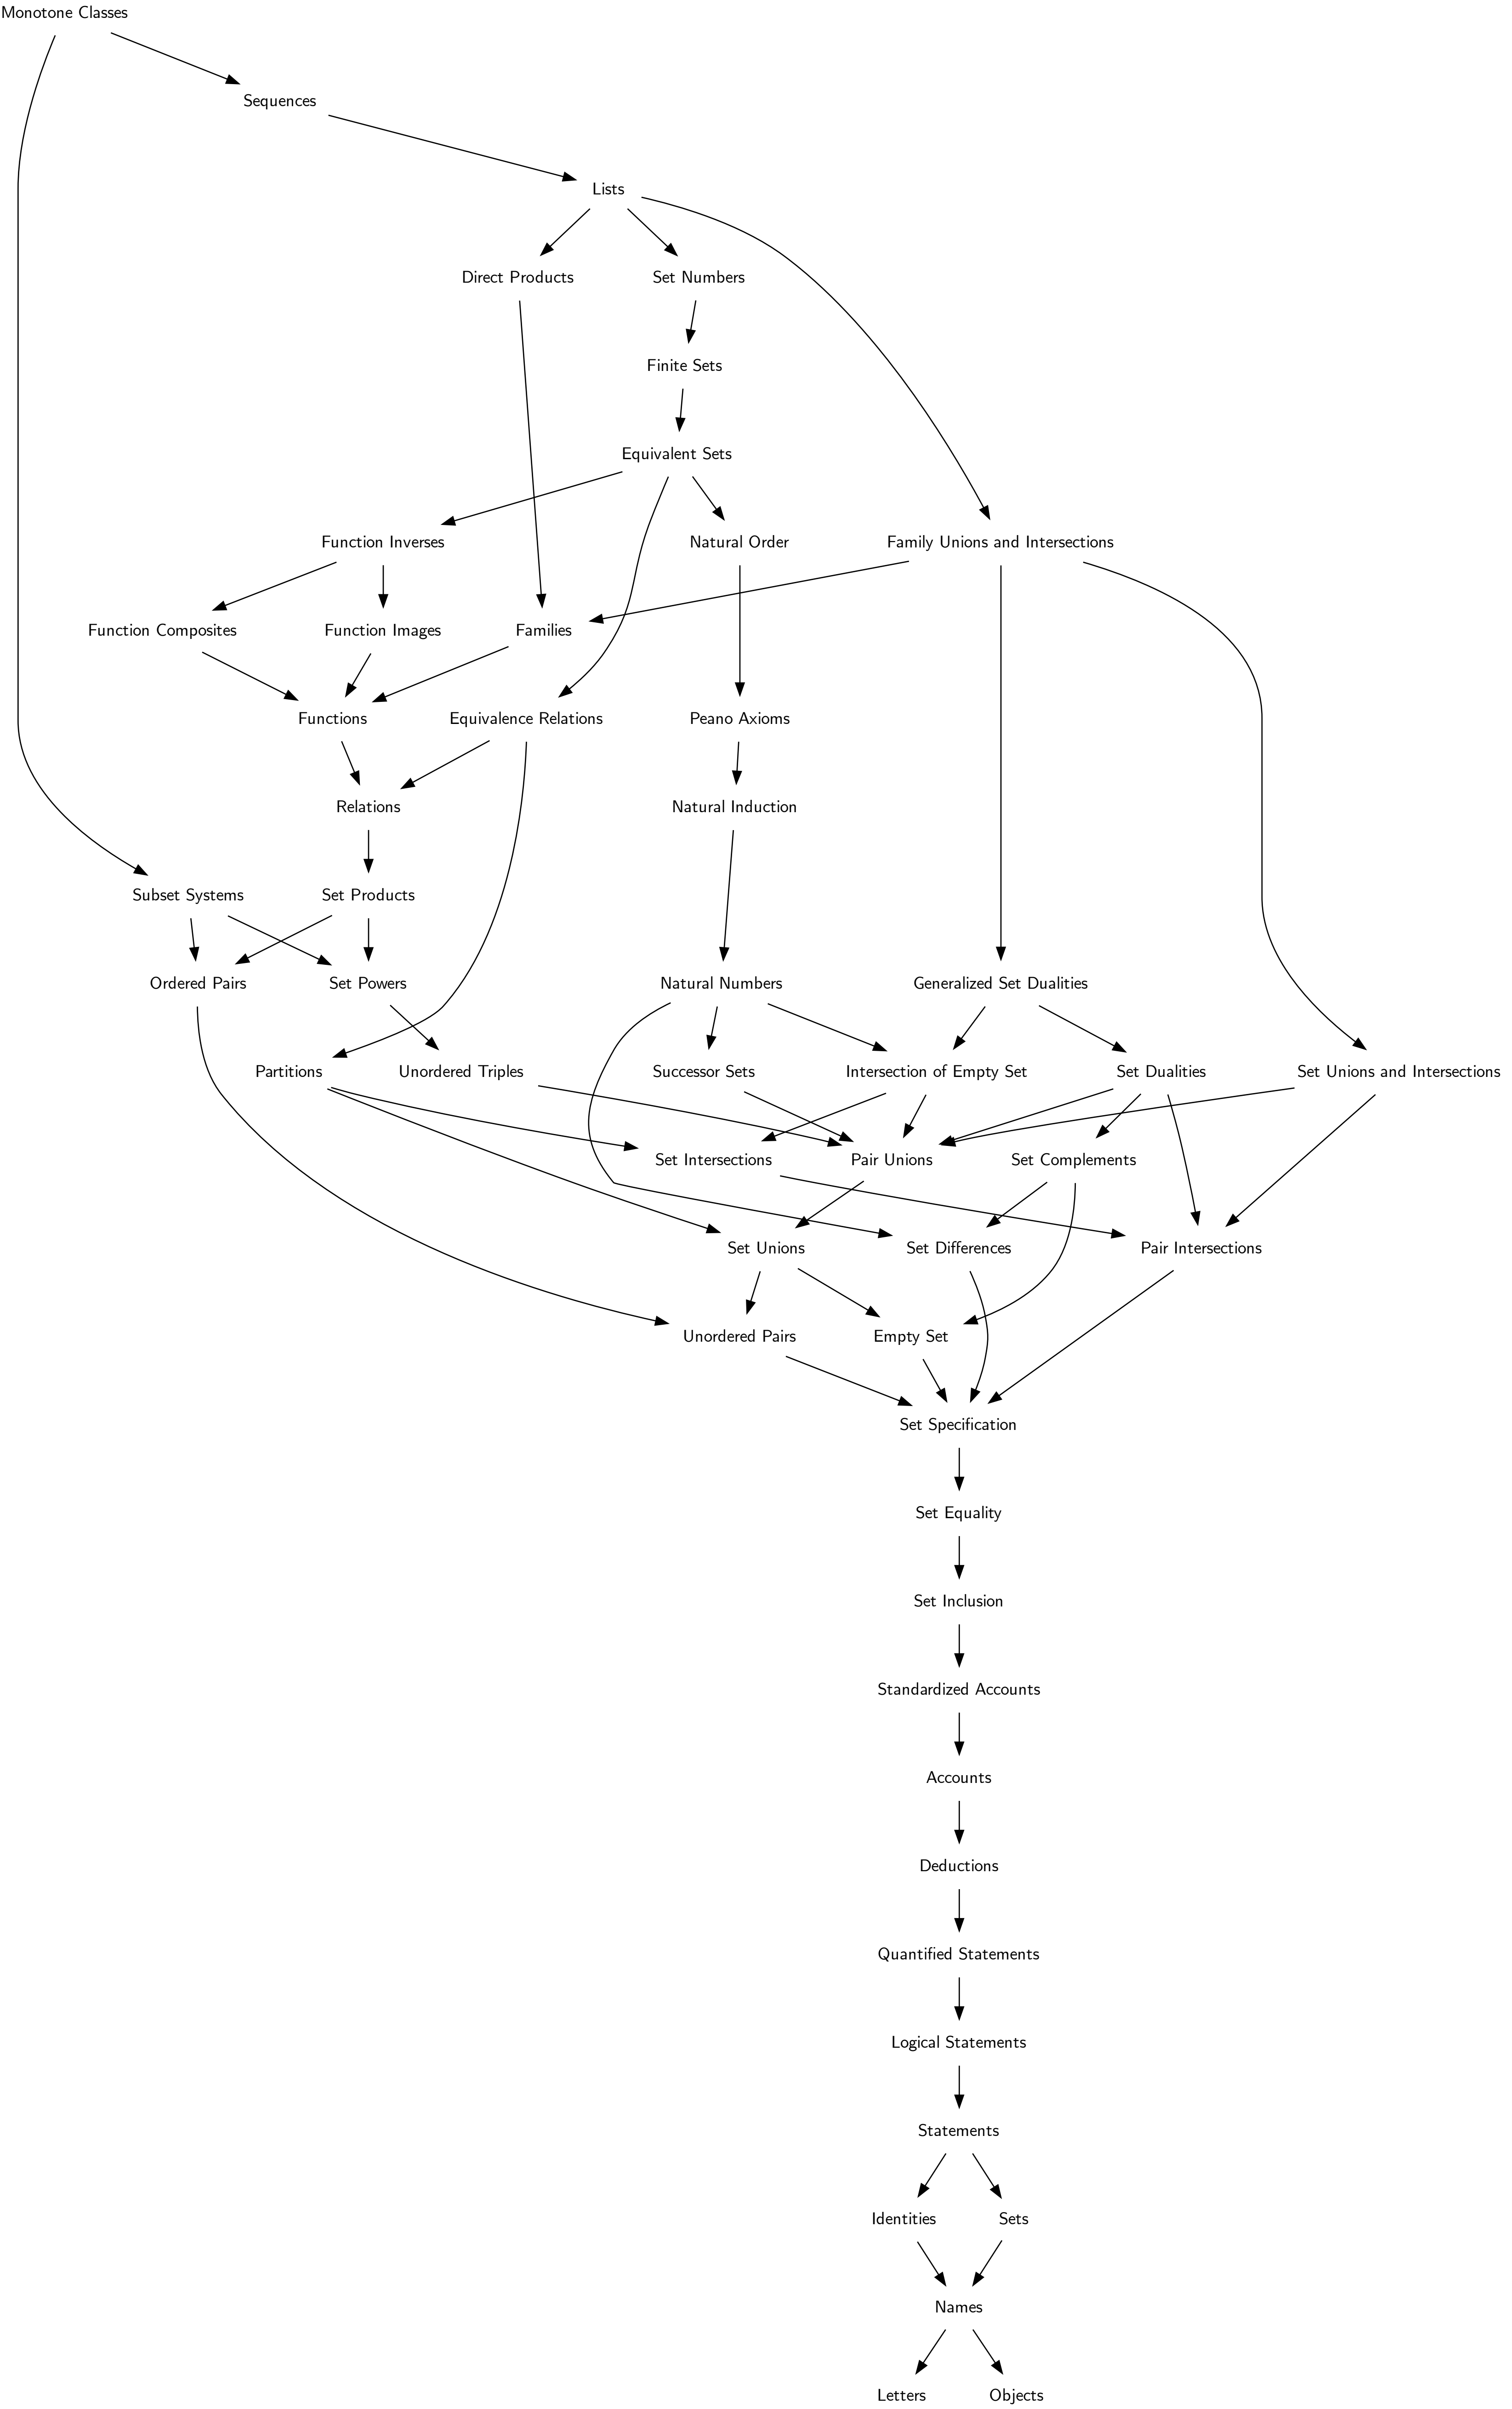 Monotone Classes
Sequences
Lists
Direct Products
Set Numbers
Finite Sets
Equivalent Sets
Function Inverses
Natural Order
Family Unions and Intersections
Function Composites
Function Images
Families
Functions
Equivalence Relations
Peano Axioms
Relations
Natural Induction
Subset Systems
Set Products
Ordered Pairs
Set Powers
Natural Numbers
Generalized Set Dualities
Partitions
Unordered Triples
Successor Sets
Intersection of Empty Set
Set Dualities
Set Unions and Intersections
Set Intersections
Pair Unions
Set Complements
Set Unions
Set Differences
Pair Intersections
Unordered Pairs
Empty Set
Set Specification
Set Equality
Set Inclusion
Standardized Accounts
Accounts
Deductions
Quantified Statements
Logical Statements
Statements
Identities
Sets
Names
Letters
Objects